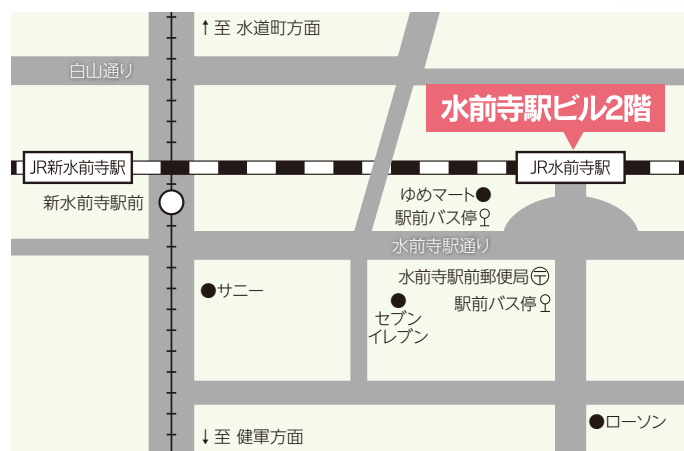 ↑至 水道町方面
白山通り
水前寺駅ビル2階
JR新水前寺駅
JR水前寺駅
新水前寺駅前
ゆめマート
駅前バス停
水前寺駅通り
水前寺駅前郵便局〒
サニー
駅前バス停
セブン
イレブン
ローソン
↓至 健軍方面